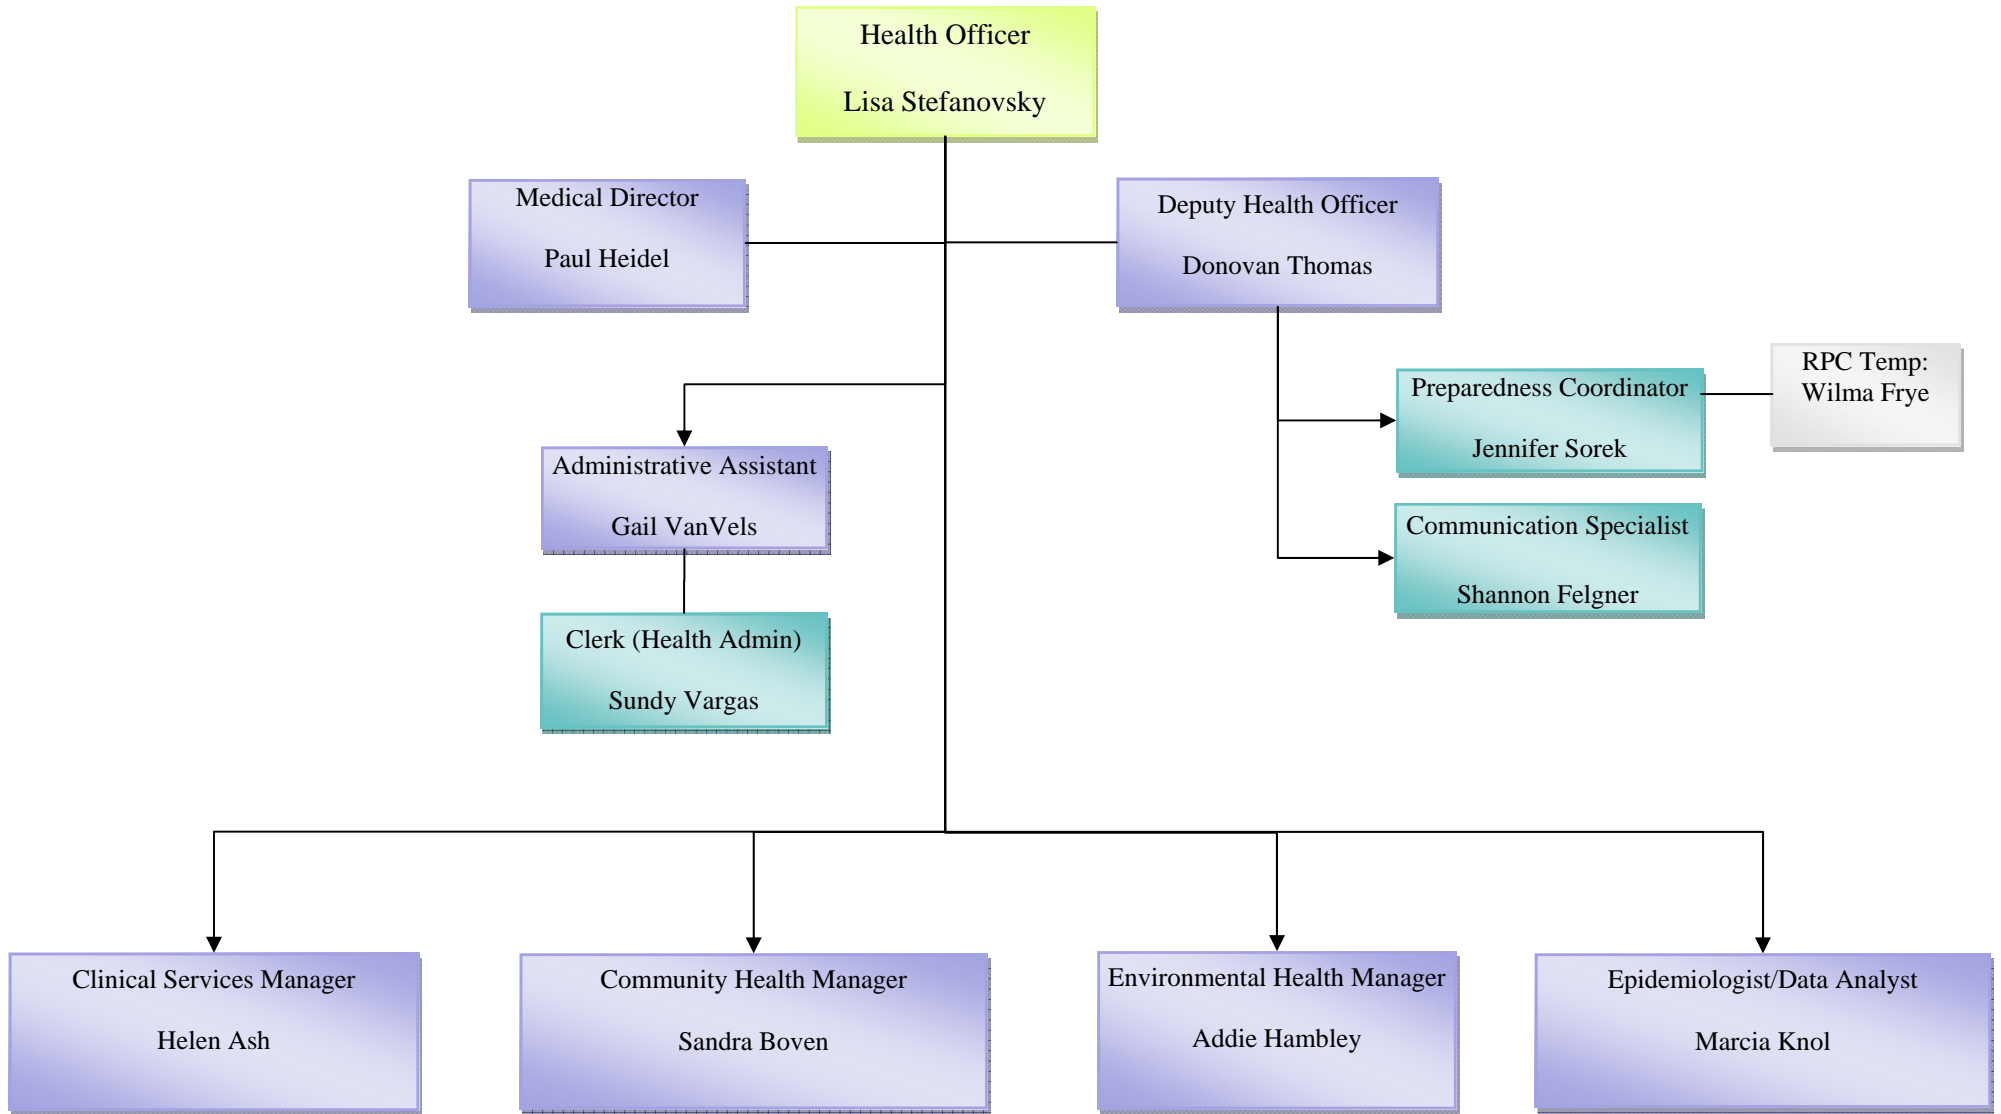 Health Officer
Lisa Stefanovsky
Medical Director
Paul Heidel
Deputy Health Officer
Donovan Thomas
RPC Temp:
Wilma Frye
Preparedness Coordinator
Jennifer Sorek
Administrative Assistant
Gail VanVels
Communication Specialist
Shannon Felgner
Clerk (Health Admin)
Sundy Vargas
Clinical Services Manager
Helen Ash
Community Health Manager
Sandra Boven
Environmental Health Manager
Addie Hambley
Epidemiologist/Data Analyst
Marcia Knol